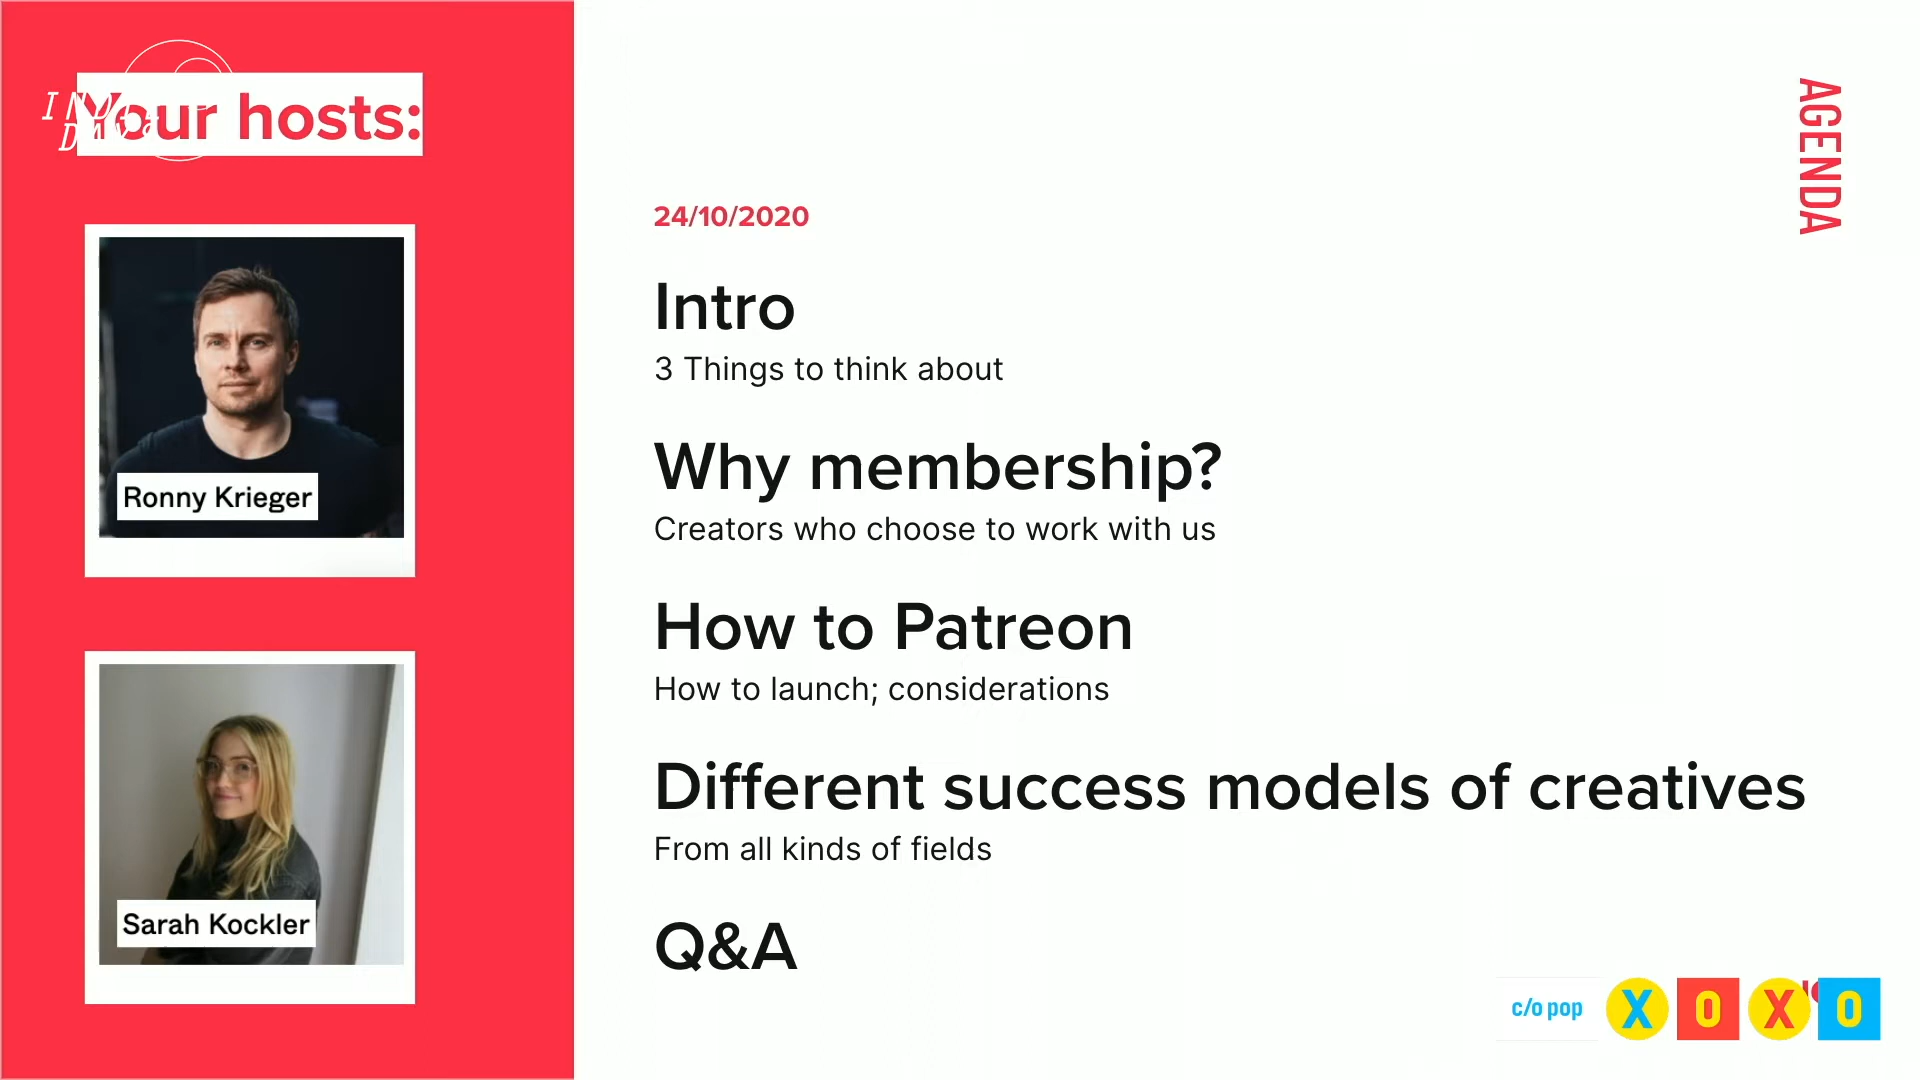 Your hosts:
INDIE
DAYS
Ronny Krieger
Sarah Kockler
AGENDA
24/10/2020
Intro
3 Things to think about
Why membership?
Creators who choose to work with us
How to Patreon
How to launch; considerations
Different success models of creatives
From all kinds of fields
Q&A
c/o pop
X O X O